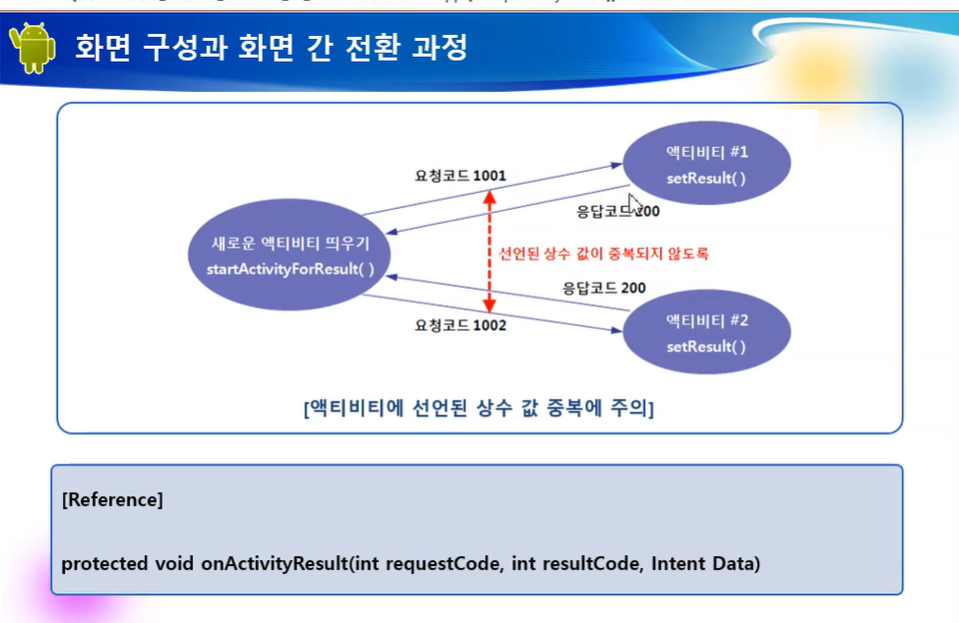 화면 구성과 화면 간 전환 과정
요청코드 1001
액티비티 #1
setResult( )
응답코드 200
새로운 액티비티 띄우기
startActivityForResult( )
선언된 상수 값이 중복되지 않도록
응답코드 200
요청코드 1002
액티비티 #2
setResult( )
[액티비티에 선언된 상수 값 중복에 주의]
[Reference]
protected void onActivityResult(int requestCode, int resultCode, Intent Data)